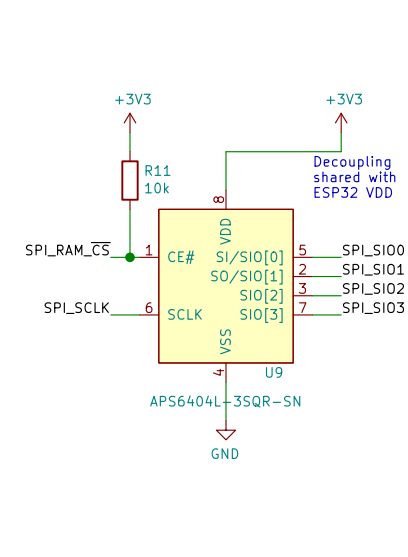 +3V3
+3V3
R11
10k
Decoupling
shared with
ESP32 VDD
8
VDD
SPI_RAM_CS
1
CE#
SI/SIO[0]
5
SPI_SIO0
SO/SIO[1]
2
SPI_SIO1
SIO[2]
3
SPI_SIO2
SPI_SCLK
6
SCLK
SIO[3]
7
SPI_SIO3
VSS
4
U9
APS6404L-3SQR-SN
GND